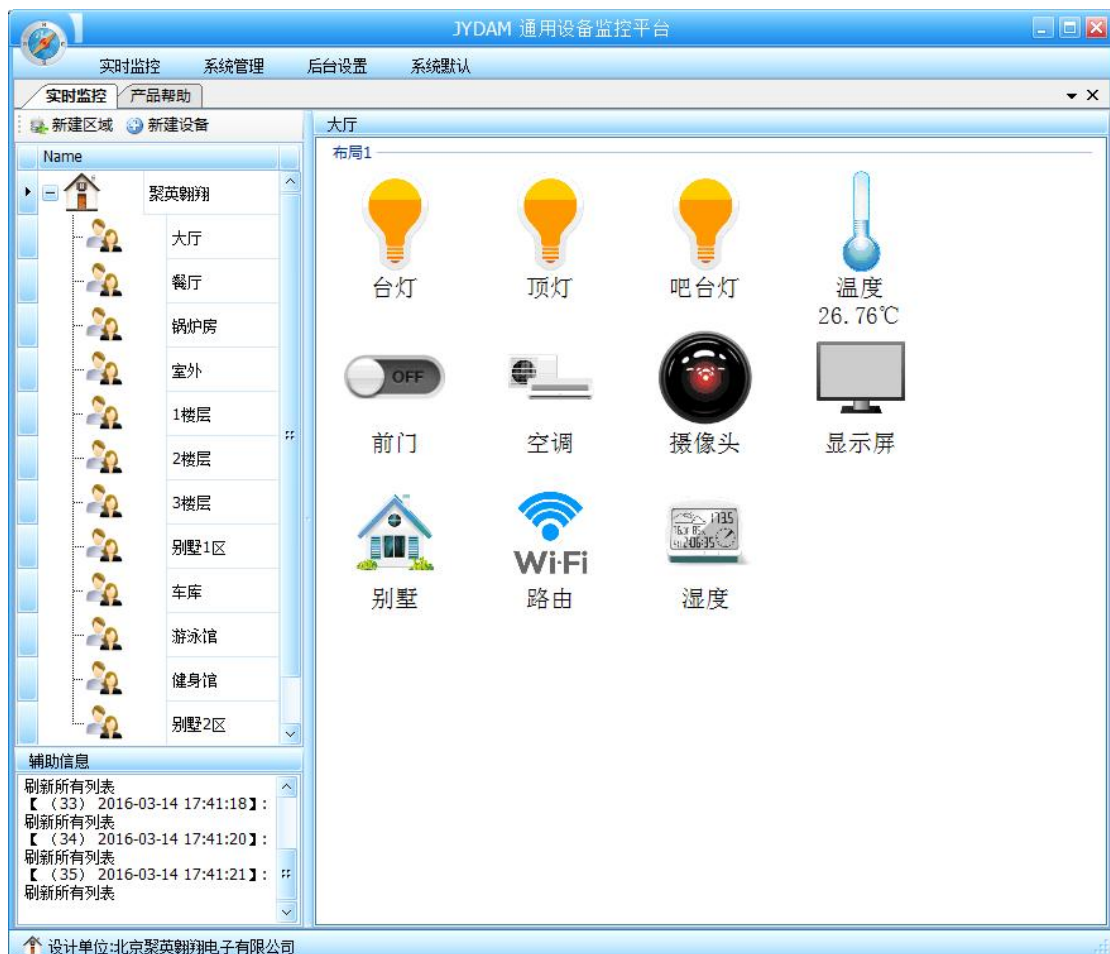 JYDAM 通用设备监控平台
实时监控 系统管理 后台设置 系统默认
实时监控 产品帮助
新建区域 新建设备
大厅
Name
布局1
聚英翱翔
大厅
餐厅
锅炉房
室外
1楼层
2楼层
3楼层
别墅1区
车库
游泳馆
健身馆
别墅2区
台灯 顶灯 吧台灯 温度
26.76℃
OFF
前门 空调 摄像头 显示屏
Wi-Fi
别墅 路由 湿度
辅助信息
刷新所有列表
【 （33） 2016-03-14 17:41:18】:
刷新所有列表
【 （34） 2016-03-14 17:41:20】:
刷新所有列表
【 （35） 2016-03-14 17:41:21】:
刷新所有列表
设计单位:北京聚英翱翔电子有限公司